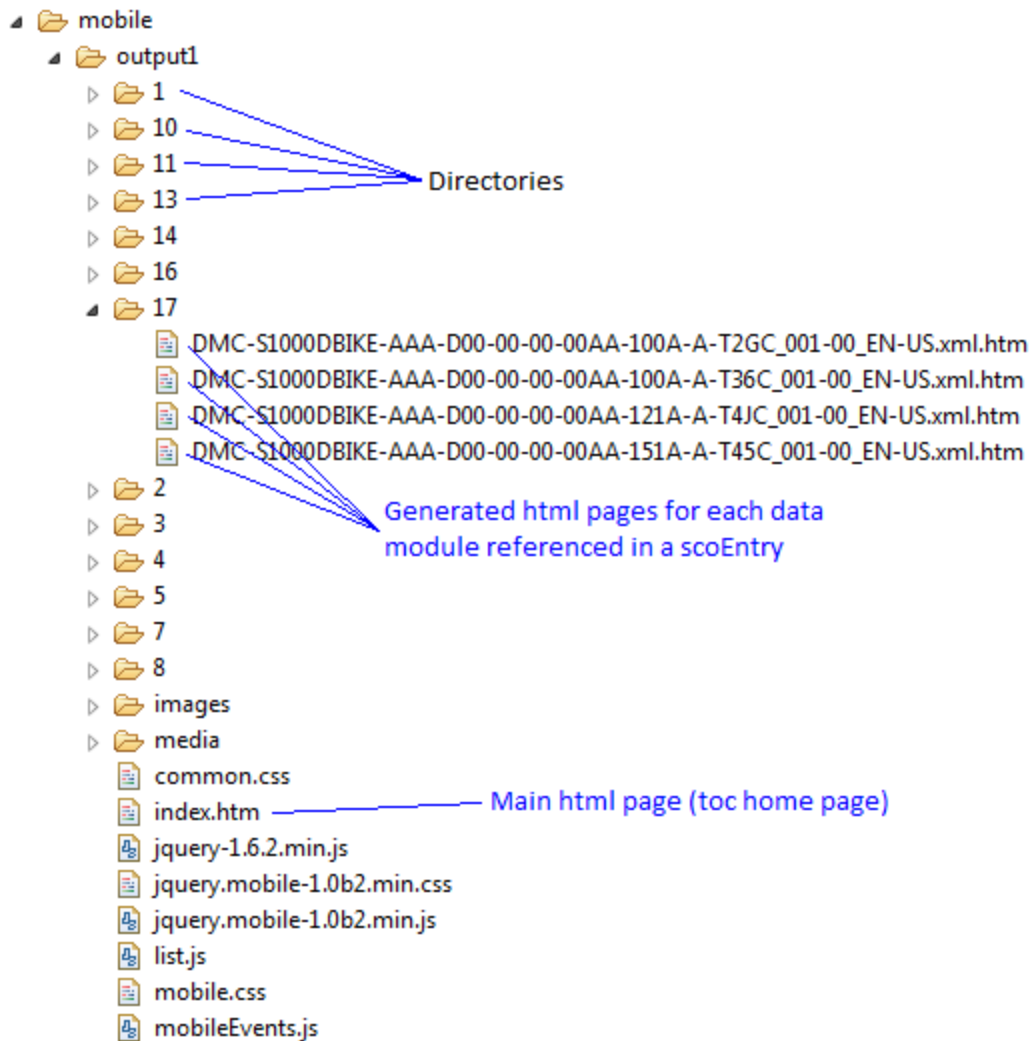 mobile
output1
1
10
11
Directories
13
14
16
17
DMC-S1000DBIKE-AAA-D00-00-00-00AA-100A-A-T2GC_001-00_EN-US.xml.htm
DMC-S1000DBIKE-AAA-D00-00-00-00AA-100A-A-T36C_001-00_EN-US.xml.htm
DMC-S1000DBIKE-AAA-D00-00-00-00AA-121A-A-T4JC_001-00_EN-US.xml.htm
DMC-S1000DBIKE-AAA-D00-00-00-00AA-151A-A-T45C_001-00_EN-US.xml.htm
2
Generated html pages for each data
module referenced in a scoEntry
3
4
5
7
8
images
media
common.css
index.htm
Main html page (toc home page)
jquery-1.6.2.min.js
jquery.mobile-1.0b2.min.css
jquery.mobile-1.0b2.min.js
list.js
mobile.css
mobileEvents.js